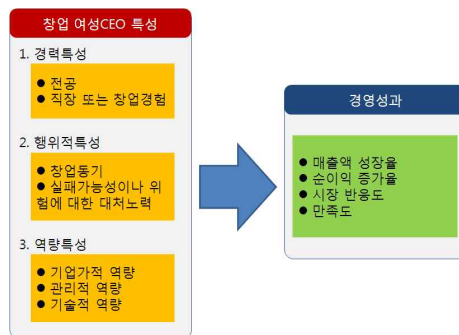 창업 여성CEO 특성
1. 경력특성
● 전공
● 직장 또는 창업경험
2. 행위적특성
● 창업동기
● 실패가능성이나 위
험에 대한 대처노력
3. 역량특성
● 기업가적 역량
● 관리적 역량
● 기술적 역량
경영성과
● 매출액 성장율
● 순이익 증가율
● 시장 반응도
● 만족도